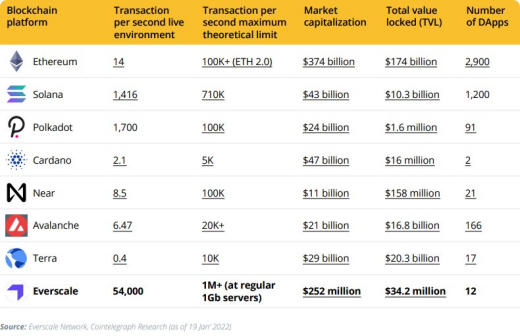 Blockchain platform Transaction per second live environment Transaction per second maximum theoretical limit Market capitalization Total value locked (TVL) Number of DApps
Ethereum 14 100K+ (ETH 2.0) $374 billion $174 billion 2,900
Solana 1,416 710K $43 billion $10.3 billion 1,200
Polkadot 1,700 100K $24 billion $1.6 million 91
Cardano 2.1 5K $47 billion $16 million 2
Near 8.5 100K $11 billion $158 million 21
Avalanche 6.47 20K+ $21 billion $16.8 billion 166
Terra 0.4 10K $29 billion $20.3 billion 17
Everscale 54,000 1M+ (at regular 1Gb servers) $252 million $34.2 million 12
Source: Everscale Network, Cointelegraph Research (as of 19 Jan' 2022)